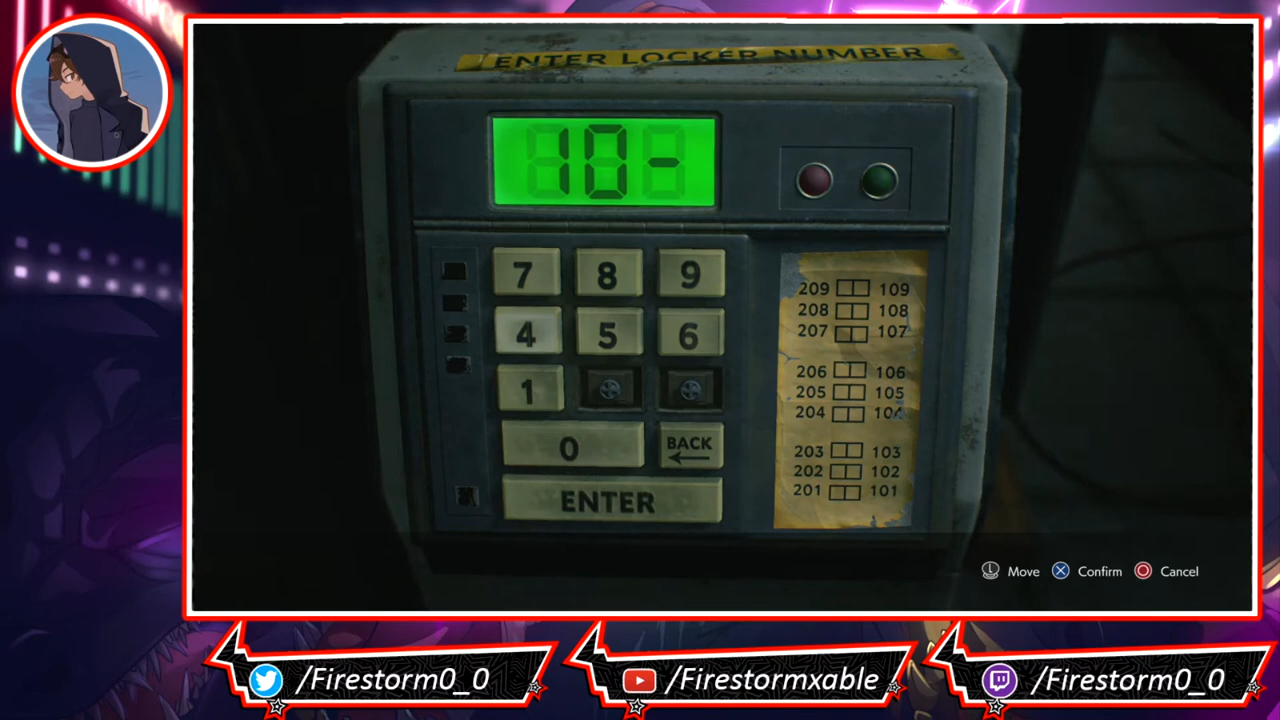 ENTER LOCKER NUMBER
10-
7 8 9
4 5 6
1
0 BACK
ENTER
209 109
208 108
207 107
206 106
205 105
204 104
203 103
202 102
201 101
Move Confirm Cancel
/Firestorm0_0 /Firestormxable /Firestorm0_0